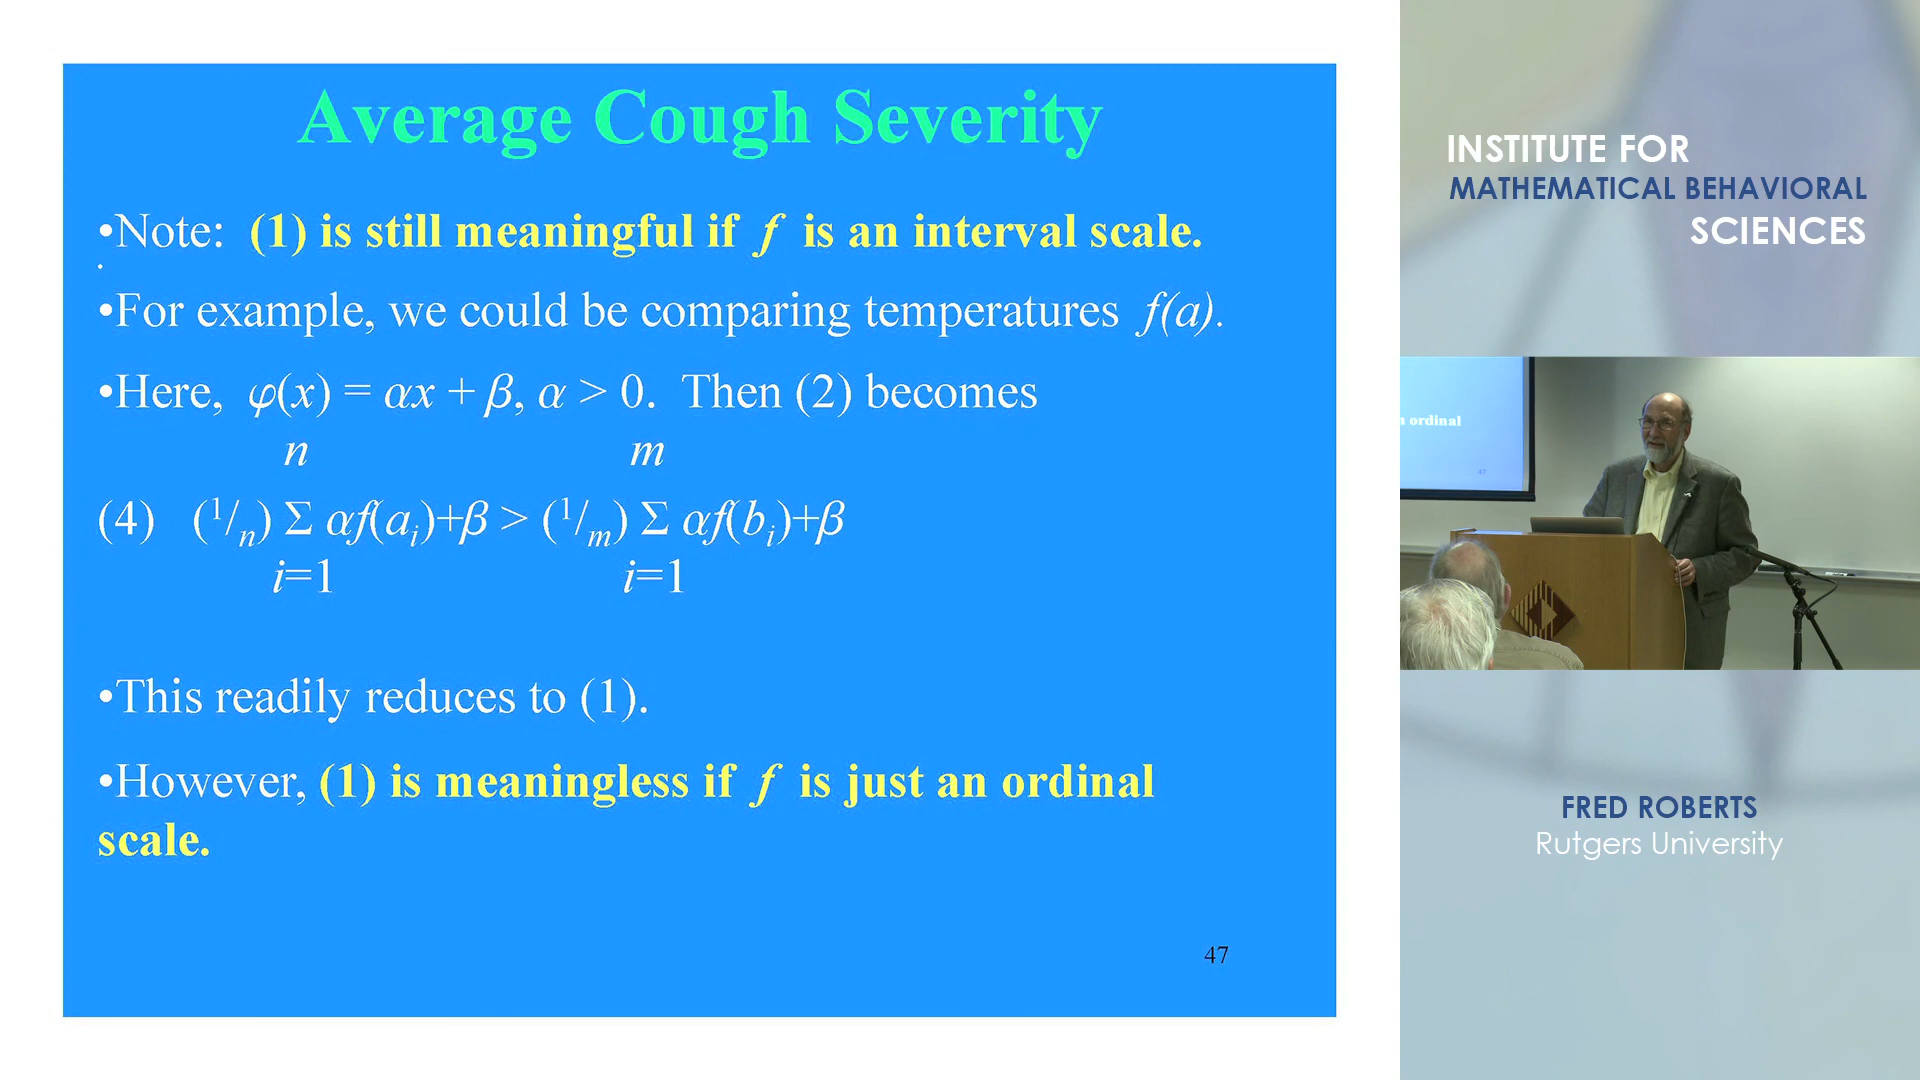 Average Cough Severity
•Note: (1) is still meaningful if f is an interval scale.
•For example, we could be comparing temperatures f(a).
•Here, φ(x) = αx + β, α > 0. Then (2) becomes
n m
(4) (1/n) Σ αf(ai)+β > (1/m) Σ αf(bi)+β
i=1 i=1
•This readily reduces to (1).
•However, (1) is meaningless if f is just an ordinal
scale.
47
INSTITUTE FOR
MATHEMATICAL BEHAVIORAL
SCIENCES
ordinal
47
FRED ROBERTS
Rutgers University